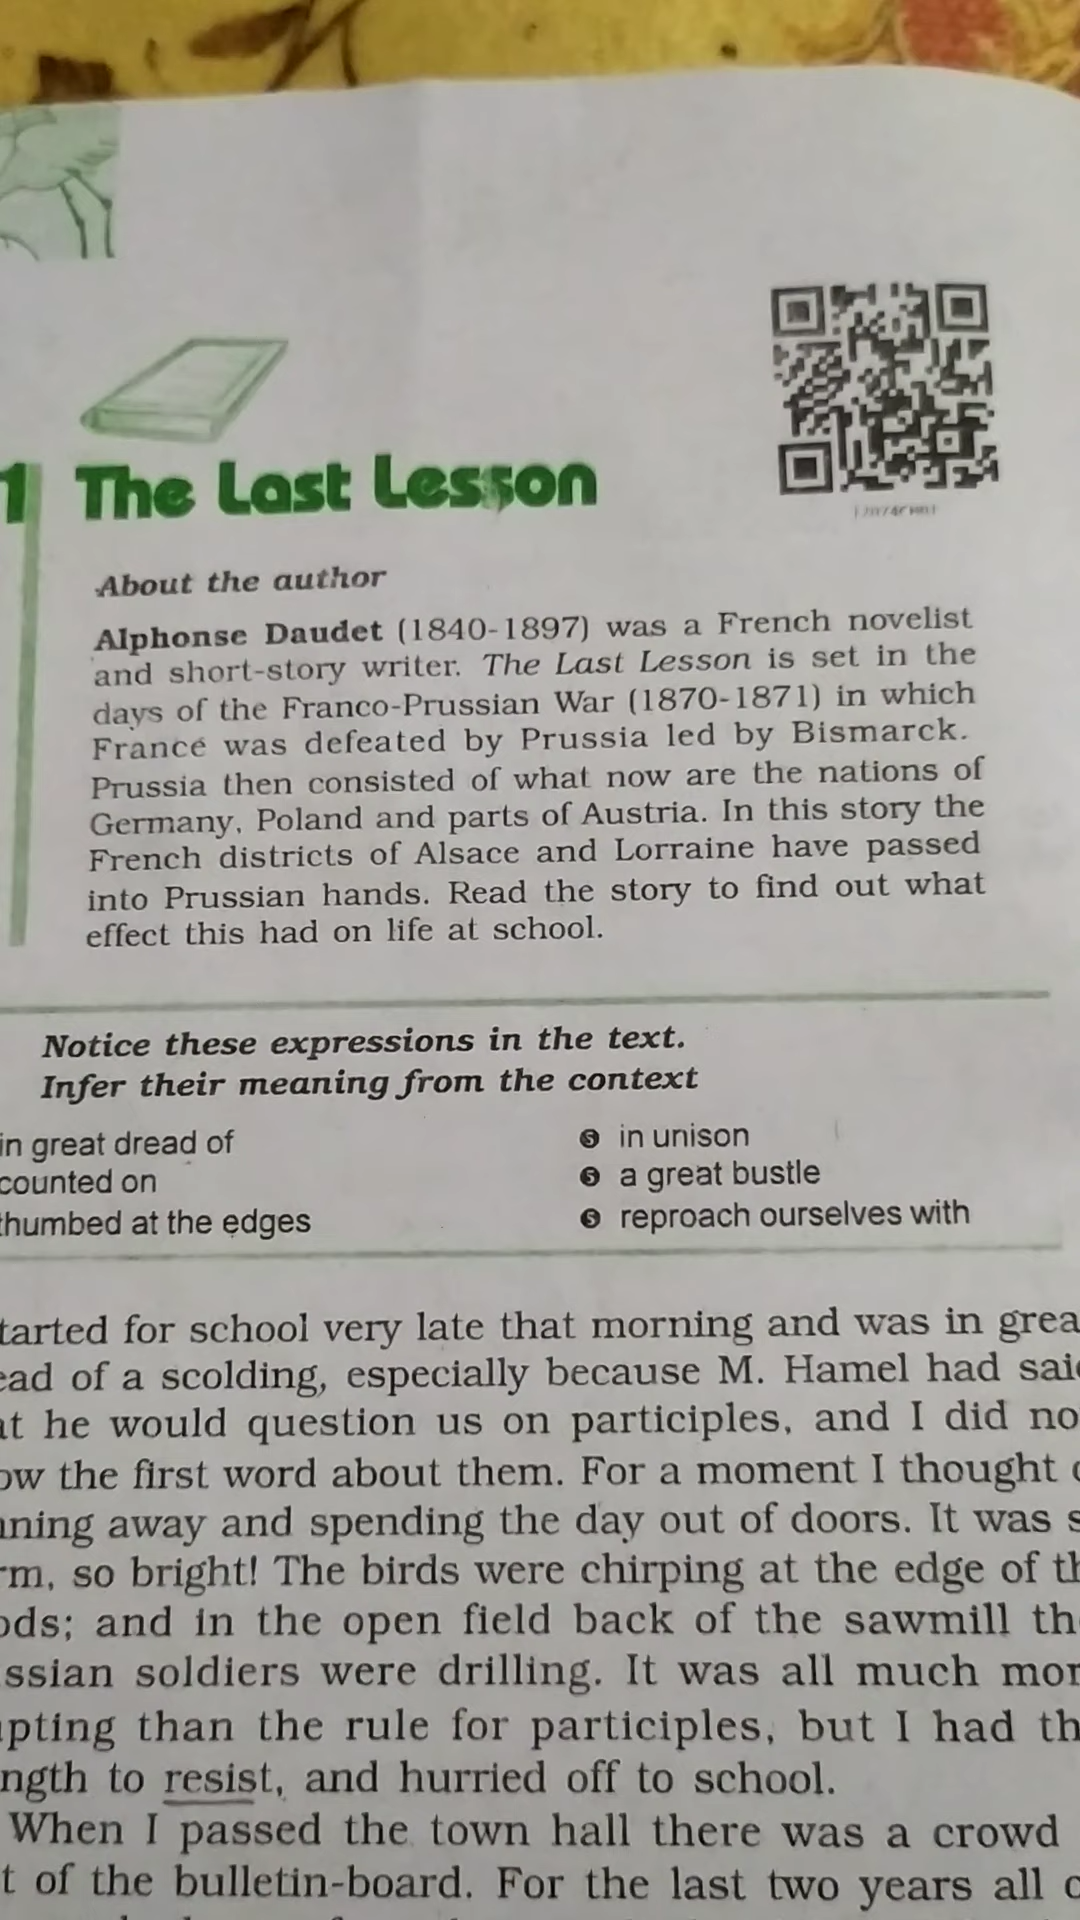 1 The Last Lesson
About the author
Alphonse Daudet (1840-1897) was a French novelist
and short-story writer. The Last Lesson is set in the
days of the Franco-Prussian War (1870-1871) in which
France was defeated by Prussia led by Bismarck.
Prussia then consisted of what now are the nations of
Germany, Poland and parts of Austria. In this story the
French districts of Alsace and Lorraine have passed
into Prussian hands. Read the story to find out what
effect this had on life at school.
Notice these expressions in the text.
Infer their meaning from the context
in great dread of
counted on
thumbed at the edges
in unison
a great bustle
reproach ourselves with
tarted for school very late that morning and was in grea
ead of a scolding, especially because M. Hamel had said
at he would question us on participles, and I did no
ow the first word about them. For a moment I thought o
nning away and spending the day out of doors. It was s
rm, so bright! The birds were chirping at the edge of th
ods; and in the open field back of the sawmill the
ssian soldiers were drilling. It was all much mor
pting than the rule for participles, but I had th
ngth to resist, and hurried off to school.
When I passed the town hall there was a crowd
t of the bulletin-board. For the last two years all o